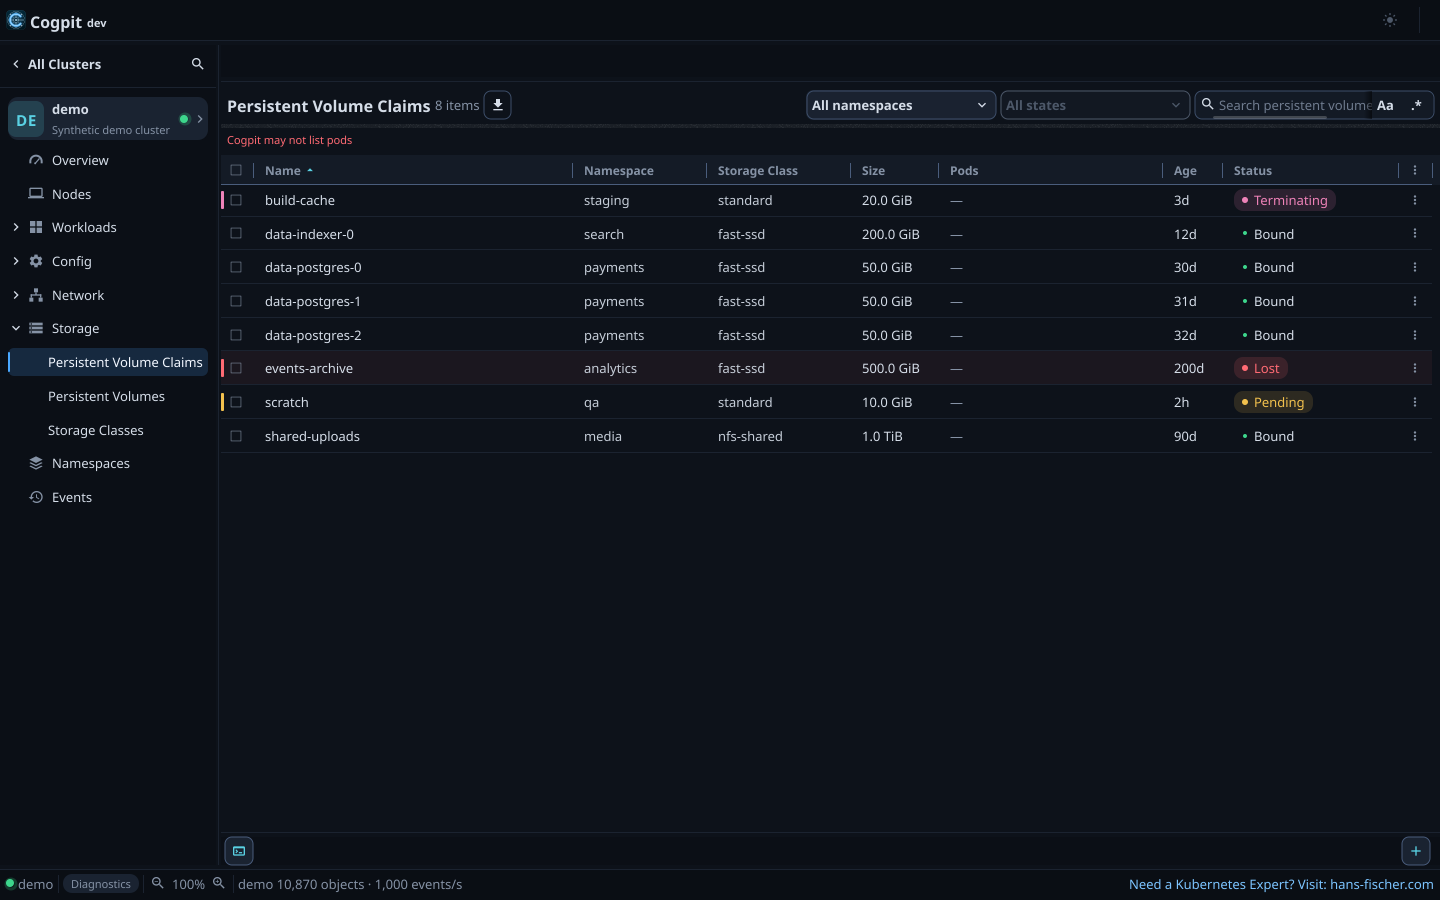 Cogpit dev
All Clusters
DE
demo
Synthetic demo cluster
Overview
Nodes
Workloads
Config
Network
Storage
Persistent Volume Claims
Persistent Volumes
Storage Classes
Namespaces
Events
Persistent Volume Claims 8 items
All namespaces
All states
Search persistent volume
Aa
.*
Cogpit may not list pods
Name Namespace Storage Class Size Pods Age Status
build-cache staging standard 20.0 GiB — 3d Terminating
data-indexer-0 search fast-ssd 200.0 GiB — 12d Bound
data-postgres-0 payments fast-ssd 50.0 GiB — 30d Bound
data-postgres-1 payments fast-ssd 50.0 GiB — 31d Bound
data-postgres-2 payments fast-ssd 50.0 GiB — 32d Bound
events-archive analytics fast-ssd 500.0 GiB — 200d Lost
scratch qa standard 10.0 GiB — 2h Pending
shared-uploads media nfs-shared 1.0 TiB — 90d Bound
demo
Diagnostics
100%
demo 10,870 objects · 1,000 events/s
Need a Kubernetes Expert? Visit: hans-fischer.com